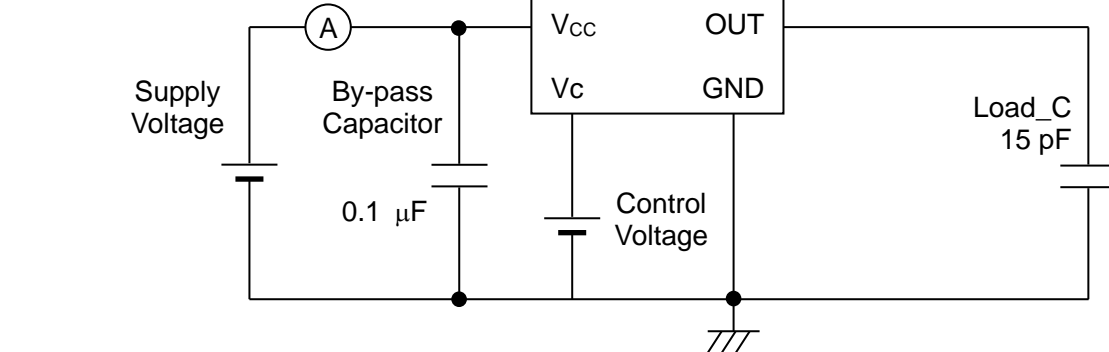 A
VCC
OUT
Vc
GND
Supply
Voltage
By-pass
Capacitor
0.1 μF
Control
Voltage
Load_C
15 pF